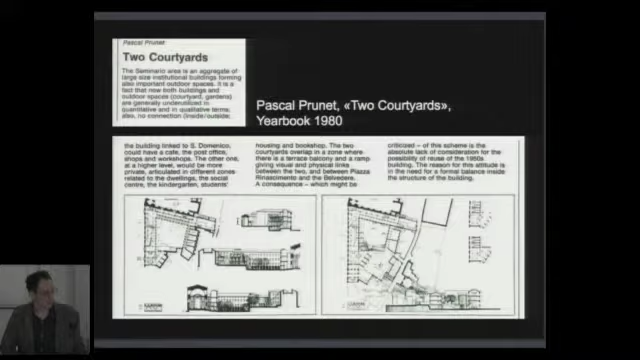 Pascal Prunet
Two Courtyards
The Seminario area is an aggregate of
large size institutional buildings forming
also important outdoor spaces. It is
a fact that now both buildings and
outdoor spaces (courtyard, gardens)
are generally underutilized in
quantitative and in qualitative terms;
also, no connection (inside/outside,
Pascal Prunet, «Two Courtyards»,
Yearbook 1980
the building linked to S. Domenico,
could have a cafe, the post office,
shops and workshops. The other one,
at a higher level, would be more
private, articulated in different zones
related to the dwellings, the social
centre, the kindergarten, students'
housing and bookshop. The two
courtyards overlap in a zone where
there is a terrace balcony and a ramp
giving visual and physical links
between the two, and between Piazza
Rinascimento and the Belvedere.
A consequence – which might be
criticized – of this scheme is the
absolute lack of consideration for the
possibility of reuse of the 1950s
building. The reason for this attitude is
in the need for a formal balance inside
the structure of the building.